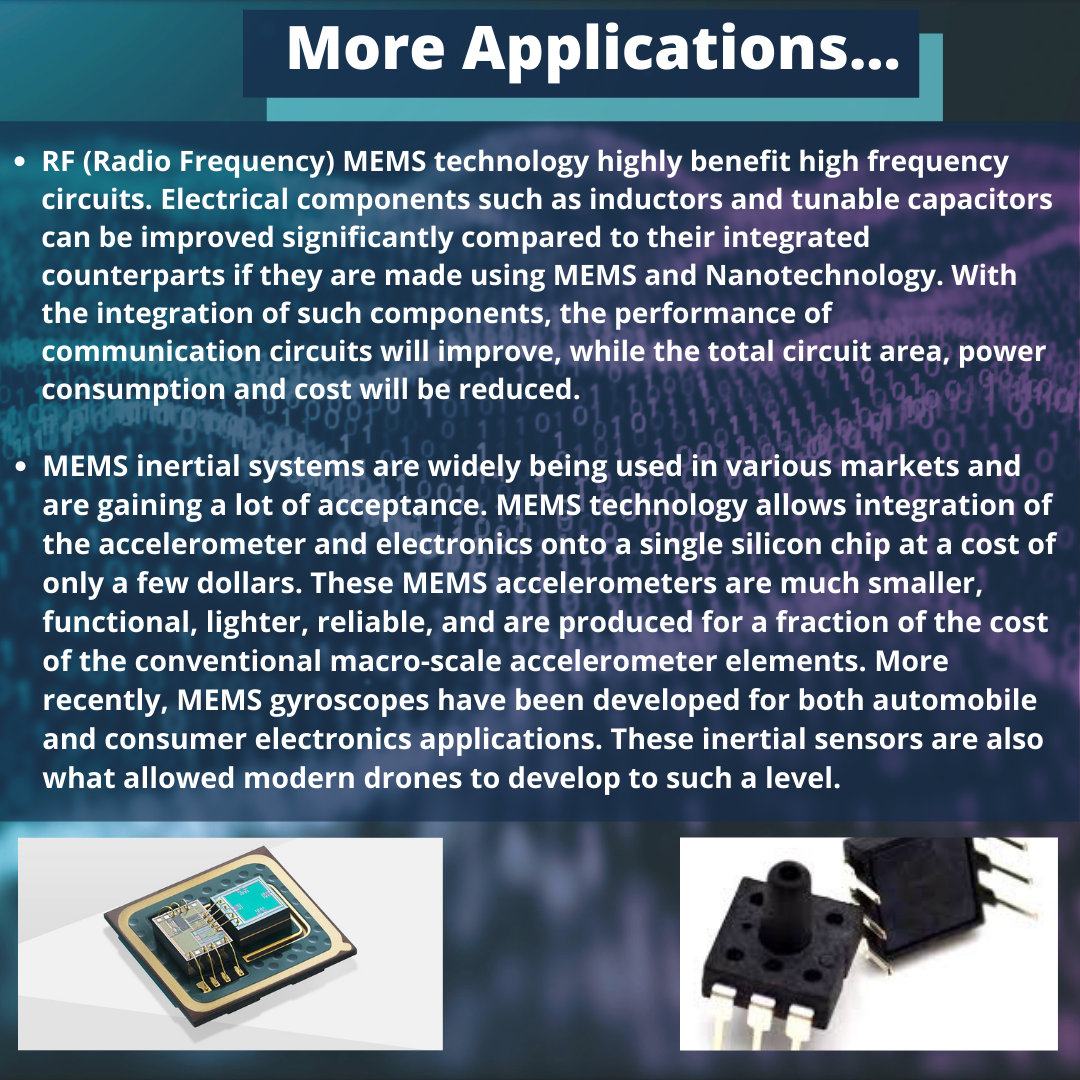 More Applications...
• RF (Radio Frequency) MEMS technology highly benefit high frequency
circuits. Electrical components such as inductors and tunable capacitors
can be improved significantly compared to their integrated
counterparts if they are made using MEMS and Nanotechnology. With
the integration of such components, the performance of
communication circuits will improve, while the total circuit area, power
consumption and cost will be reduced.
• MEMS inertial systems are widely being used in various markets and
are gaining a lot of acceptance. MEMS technology allows integration of
the accelerometer and electronics onto a single silicon chip at a cost of
only a few dollars. These MEMS accelerometers are much smaller,
functional, lighter, reliable, and are produced for a fraction of the cost
of the conventional macro-scale accelerometer elements. More
recently, MEMS gyroscopes have been developed for both automobile
and consumer electronics applications. These inertial sensors are also
what allowed modern drones to develop to such a level.